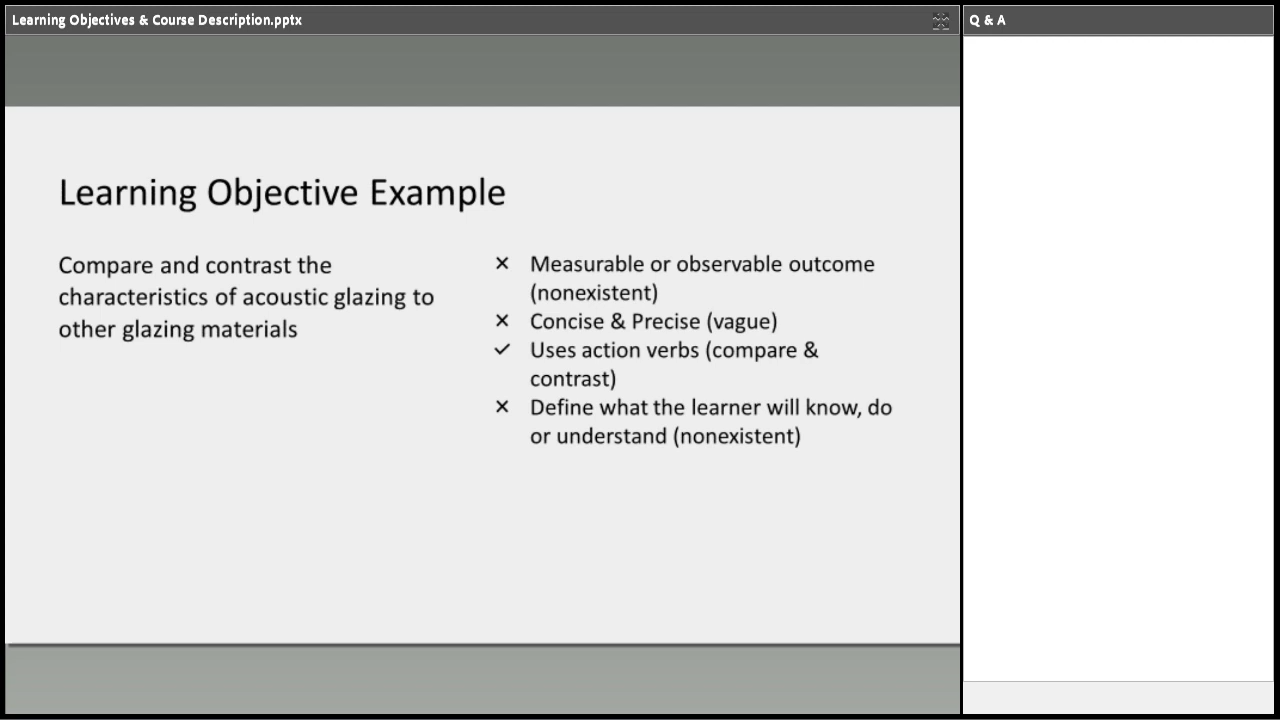 Learning Objectives & Course Description.pptx
Q & A
Learning Objective Example
Compare and contrast the
characteristics of acoustic glazing to
other glazing materials
✕ Measurable or observable outcome
(nonexistent)
✕ Concise & Precise (vague)
✓ Uses action verbs (compare &
contrast)
✕ Define what the learner will know, do
or understand (nonexistent)